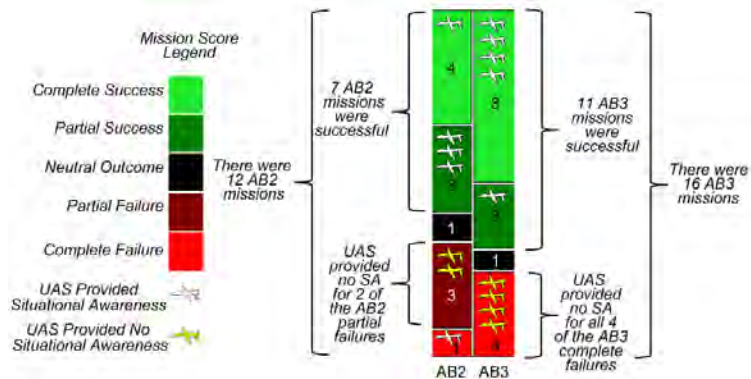 Mission Score
Legend
Complete Success
Partial Success
Neutral Outcome
Partial Failure
Complete Failure
UAS Provided
Situational Awareness
UAS Provided No
Situational Awareness
There were
12 AB2
missions
7 AB2
missions
were
successful
UAS
provided
no SA
for 2 of
the AB2
partial
failures
4
3
1
3
8
3
1
4
AB2 AB3
11 AB3
missions
were
successful
UAS
provided
no SA
for all 4
of the AB3
complete
failures
There were
16 AB3
missions